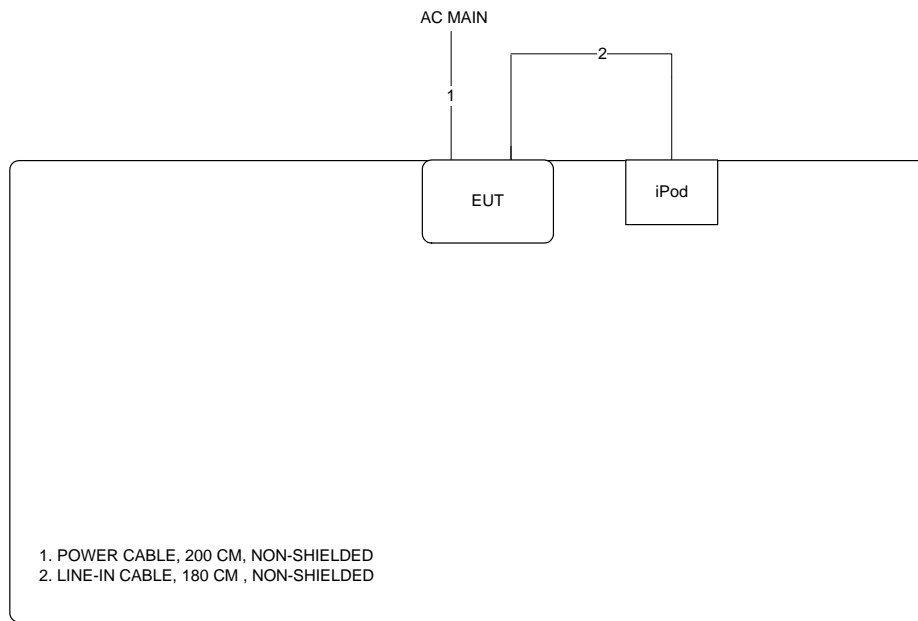 AC MAIN
2
1
EUT
iPod
1. POWER CABLE, 200 CM, NON-SHIELDED
2. LINE-IN CABLE, 180 CM , NON-SHIELDED